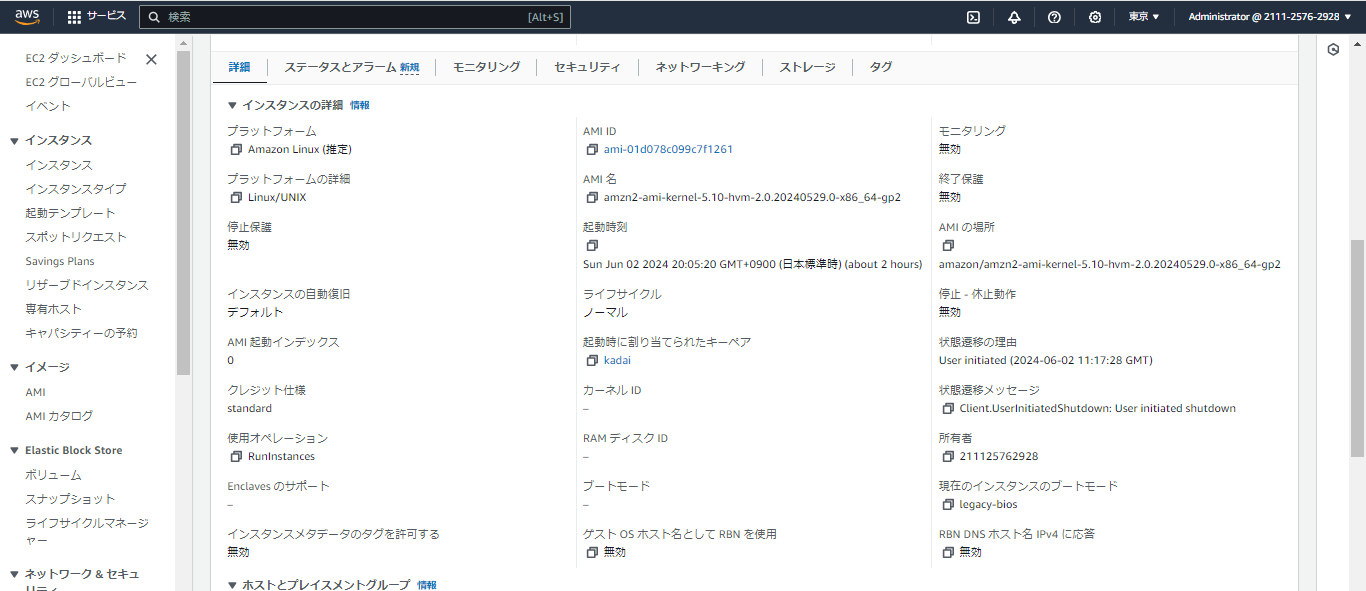 aws
サービス
検索
[Alt+S]
東京 ▼
Administrator @ 2111-2576-2928 ▼
EC2 ダッシュボード
EC2 グローバルビュー
イベント
▼ インスタンス
インスタンス
インスタンスタイプ
起動テンプレート
スポットリクエスト
Savings Plans
リザーブドインスタンス
専有ホスト
キャパシティーの予約
▼ イメージ
AMI
AMI カタログ
▼ Elastic Block Store
ボリューム
スナップショット
ライフサイクルマネージ
ャー
▼ ネットワーク & セキュ
リティ
詳細
ステータスとアラーム 新規
モニタリング
セキュリティ
ネットワーキング
ストレージ
タグ
▼ インスタンスの詳細 情報
プラットフォーム
Amazon Linux (推定)
AMI ID
ami-01d078c099c7f1261
モニタリング
無効
プラットフォームの詳細
Linux/UNIX
AMI 名
amzn2-ami-kernel-5.10-hvm-2.0.20240529.0-x86_64-gp2
終了保護
無効
停止保護
無効
起動時刻
Sun Jun 02 2024 20:05:20 GMT+0900 (日本標準時) (about 2 hours)
AMI の場所
amazon/amzn2-ami-kernel-5.10-hvm-2.0.20240529.0-x86_64-gp2
インスタンスの自動復旧
デフォルト
ライフサイクル
ノーマル
停止 - 休止動作
無効
AMI 起動インデックス
0
起動時に割り当てられたキーペア
kadai
状態遷移の理由
User initiated (2024-06-02 11:17:28 GMT)
クレジット仕様
standard
カーネル ID
–
状態遷移メッセージ
Client.UserInitiatedShutdown: User initiated shutdown
使用オペレーション
RunInstances
RAM ディスク ID
–
所有者
211125762928
Enclaves のサポート
–
ブートモード
–
現在のインスタンスのブートモード
legacy-bios
インスタンスメタデータのタグを許可する
無効
ゲスト OS ホスト名として RBN を使用
無効
RBN DNS ホスト名 IPv4 に応答
無効
▼ ホストとプレイスメントグループ 情報